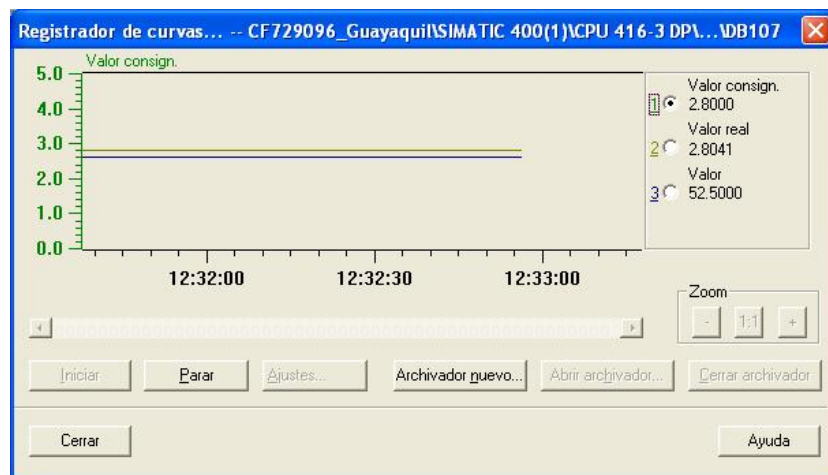 Registrador de curvas... -- CF729096_Guayaquil\SIMATIC 400(1)\CPU 416-3 DP\...\DB107
Valor consign.
5.0
4.0
3.0
2.0
1.0
0.0
12:32:00 12:32:30 12:33:00
Valor consign.
1 2.8000
Valor real
2 2.8041
Valor
3 52.5000
Zoom
- 1:1 +
Iniciar Parar Ajustes... Archivador nuevo... Abrir archivador... Cerrar archivador
Cerrar Ayuda